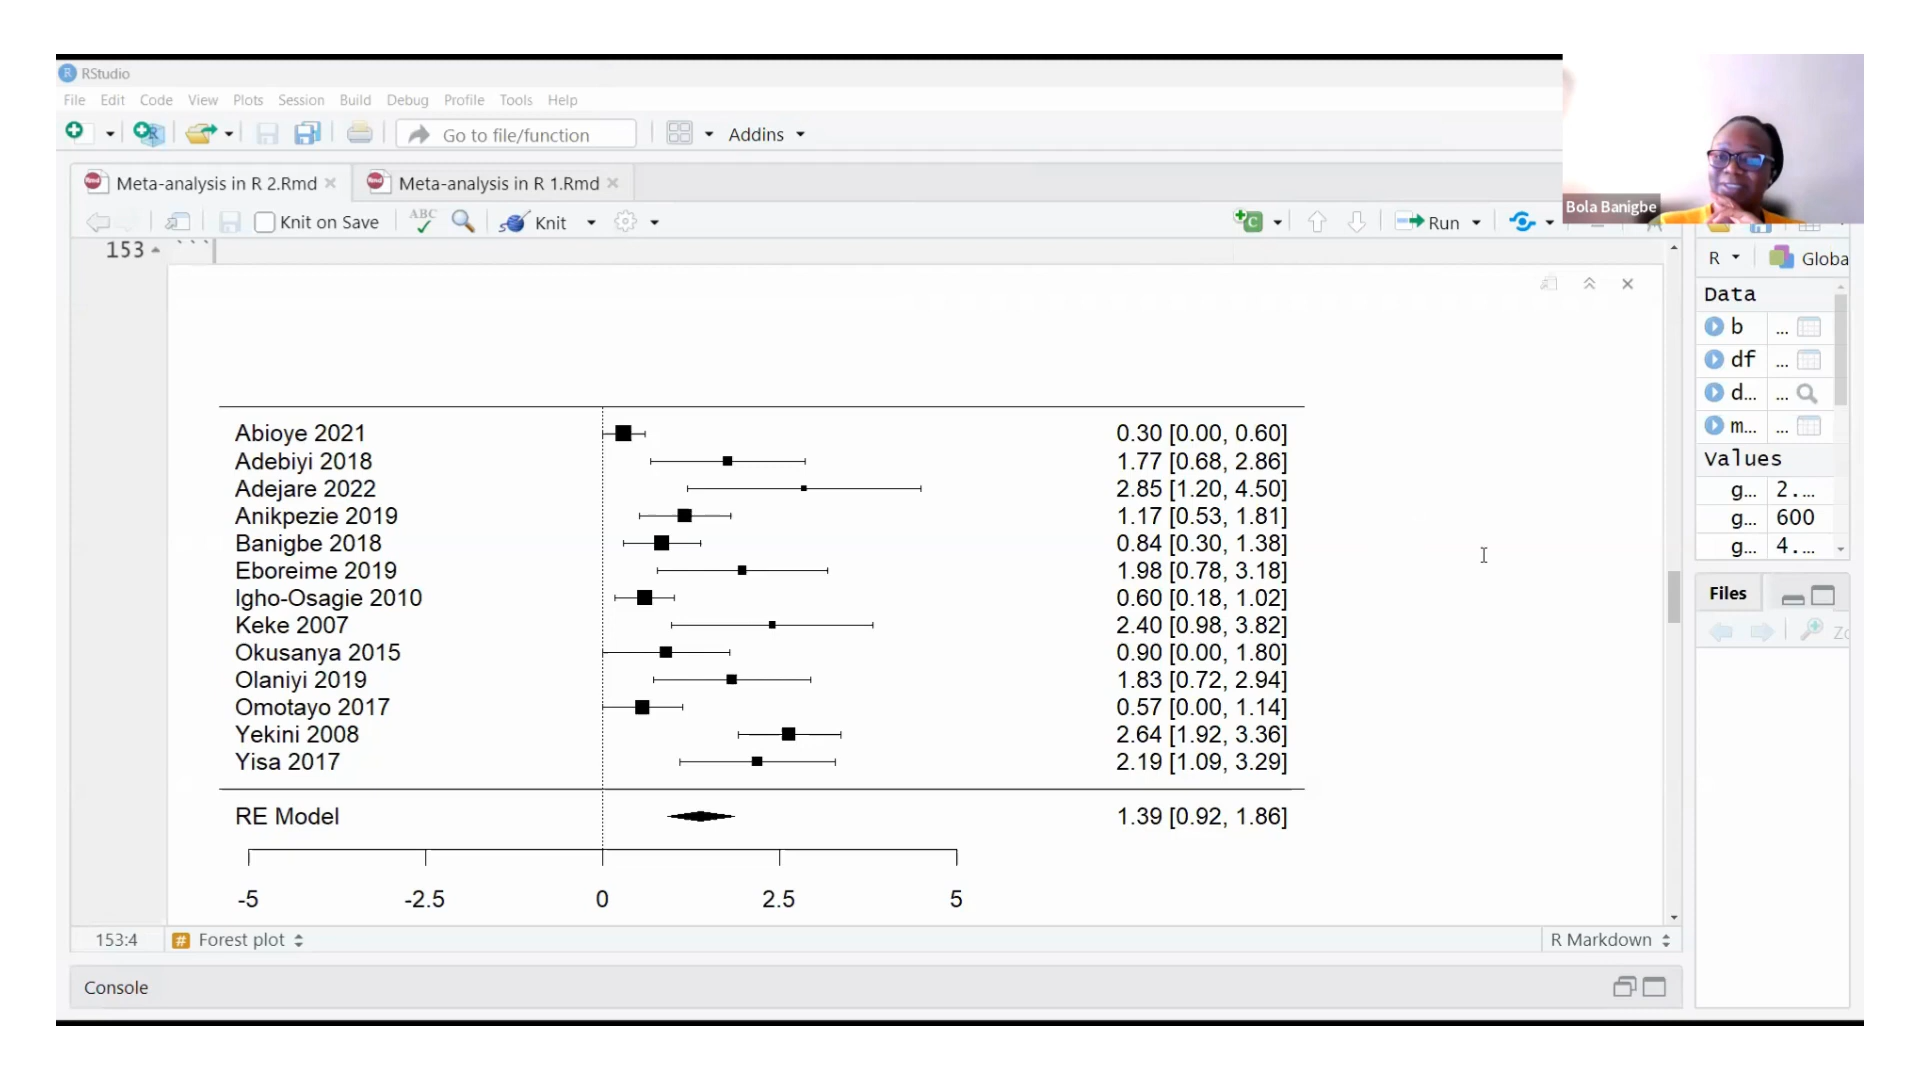 RStudio
File Edit Code View Plots Session Build Debug Profile Tools Help
Go to file/function Addins
Meta-analysis in R 2.Rmd Meta-analysis in R 1.Rmd
Bola Banigbe
ABC
Knit on Save Knit Run
153 ```
R Globa
Data
b ...
df ...
d... ...
m... ...
Values
g... 2....
g... 600
g... 4....
Abioye 2021 0.30 [0.00, 0.60]
Adebiyi 2018 1.77 [0.68, 2.86]
Adejare 2022 2.85 [1.20, 4.50]
Anikpezie 2019 1.17 [0.53, 1.81]
Banigbe 2018 0.84 [0.30, 1.38]
Eboreime 2019 1.98 [0.78, 3.18]
Igho-Osagie 2010 0.60 [0.18, 1.02]
Keke 2007 2.40 [0.98, 3.82]
Okusanya 2015 0.90 [0.00, 1.80]
Olaniyi 2019 1.83 [0.72, 2.94]
Omotayo 2017 0.57 [0.00, 1.14]
Yekini 2008 2.64 [1.92, 3.36]
Yisa 2017 2.19 [1.09, 3.29]
RE Model 1.39 [0.92, 1.86]
-5 -2.5 0 2.5 5
Files
Zo
153:4 # Forest plot R Markdown
Console